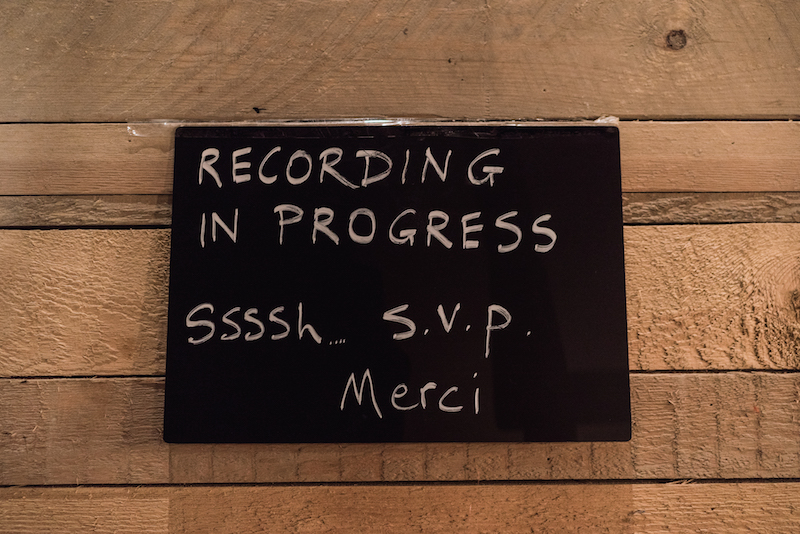 RECORDING
IN PROGRESS
Ssssh.... S.V.P.
Merci